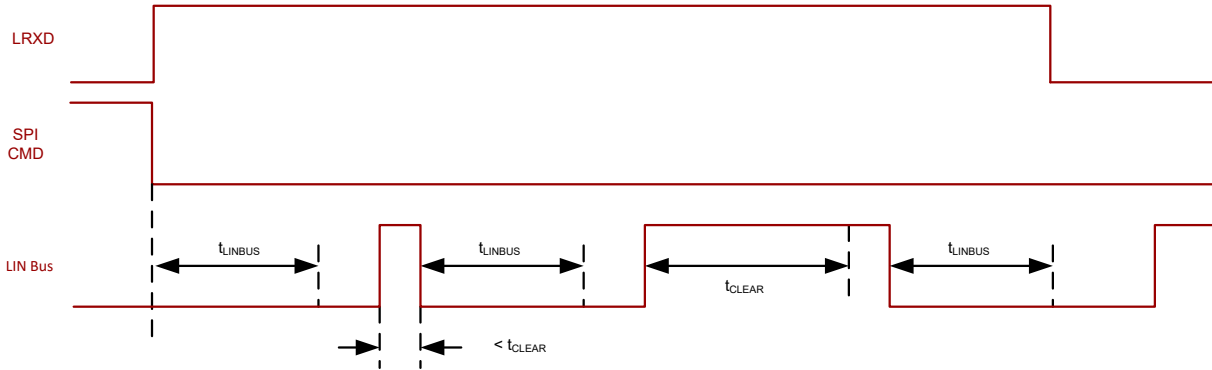 LRXD
SPI
CMD
LIN Bus
tLINBUS
tLINBUS
tCLEAR
tLINBUS
< tCLEAR